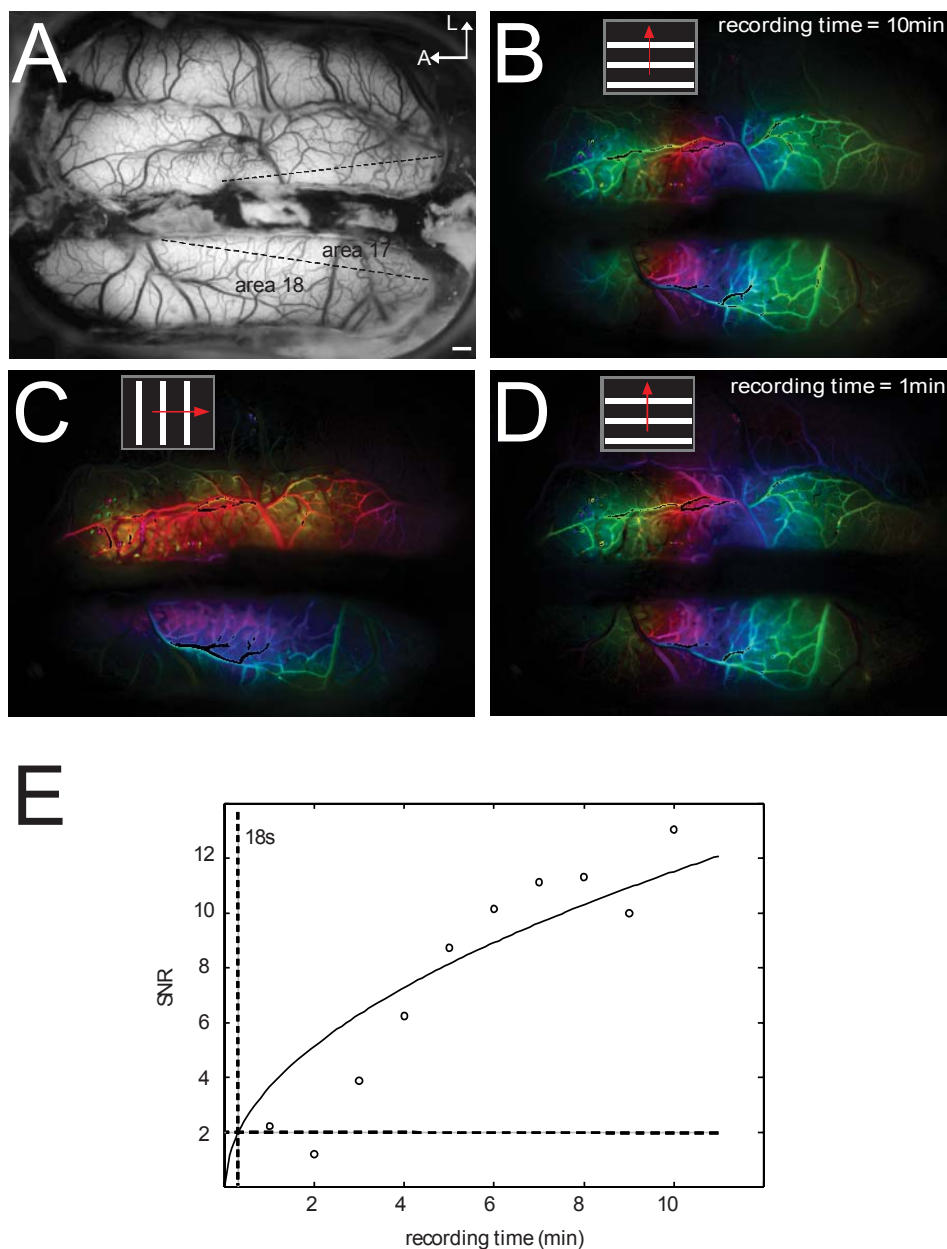 A
L
A
area 17
area 18
B
recording time = 10min
C
D
recording time = 1min
E
18s
12
10
8
6
4
2
SNR
2
4
6
8
10
recording time (min)